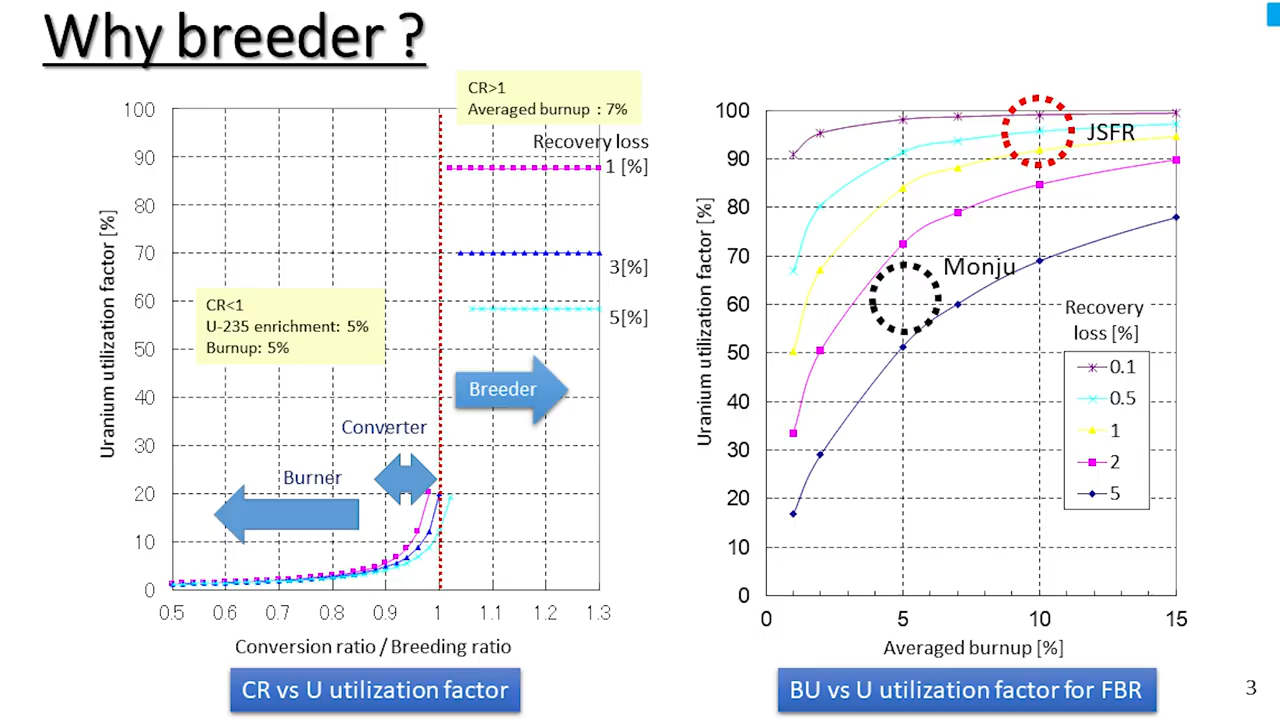 Why breeder ?
CR>1
Averaged burnup : 7%
Recovery loss
1 [%]
3[%]
5[%]
CR<1
U-235 enrichment: 5%
Burnup: 5%
Breeder
Converter
Burner
Uranium utilization factor [%]
100
90
80
70
60
50
40
30
20
10
0
0.5
0.6
0.7
0.8
0.9
1
1.1
1.2
1.3
Conversion ratio / Breeding ratio
CR vs U utilization factor
JSFR
Monju
Recovery
loss [%]
0.1
0.5
1
2
5
Uranium utilization factor [%]
100
90
80
70
60
50
40
30
20
10
0
0
5
10
15
Averaged burnup [%]
BU vs U utilization factor for FBR
3